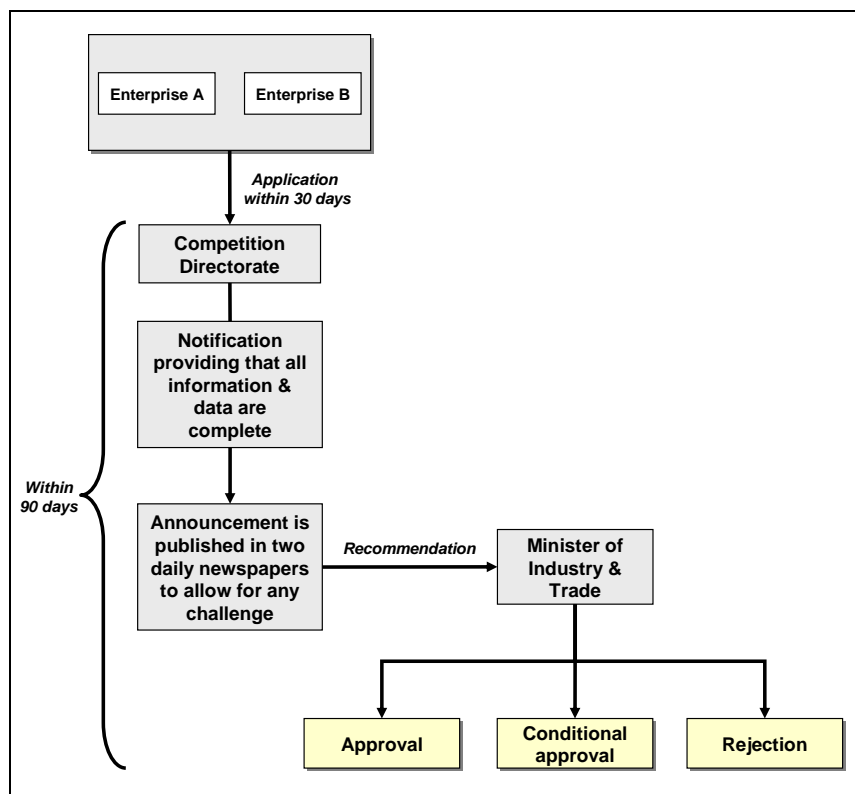 Enterprise A
Enterprise B
Application
within 30 days
Competition
Directorate
Notification
providing that all
information &
data are
complete
Within
90 days
Announcement is
published in two
daily newspapers
to allow for any
challenge
Recommendation
Minister of
Industry &
Trade
Approval
Conditional
approval
Rejection